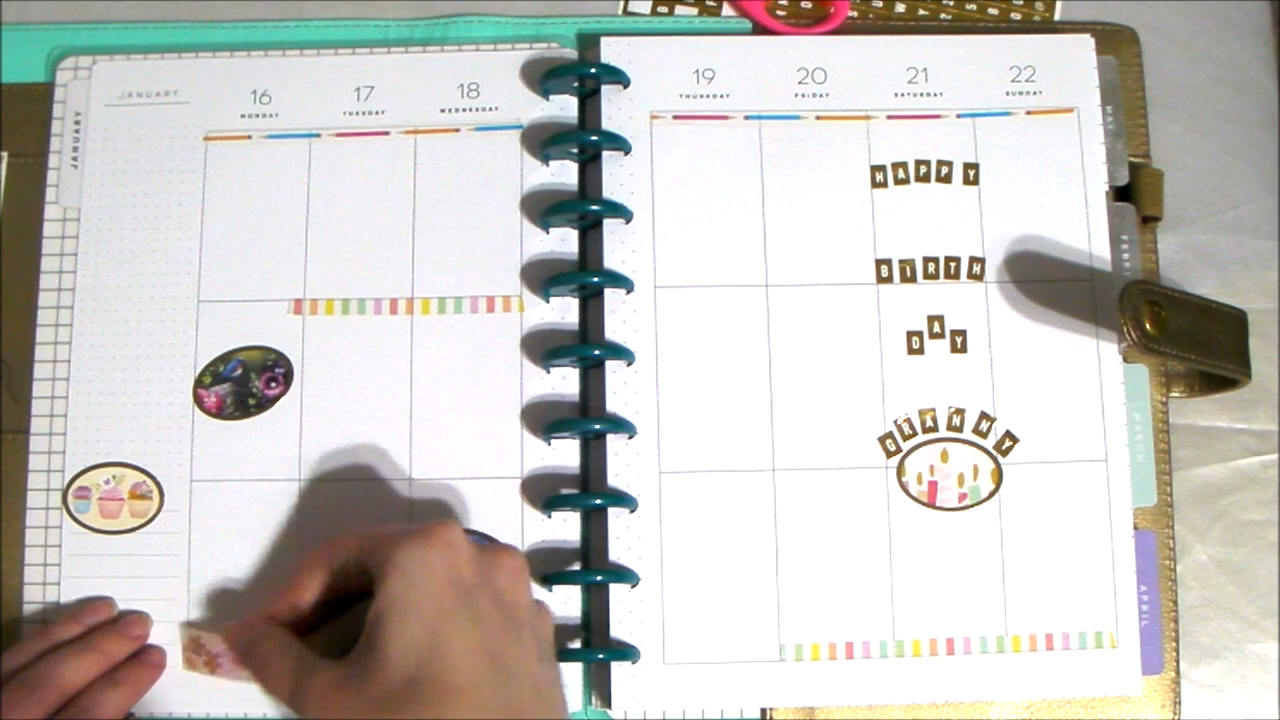 JANUARY
JANUARY
16
MONDAY
17
TUESDAY
18
WEDNESDAY
19
THURSDAY
20
FRIDAY
21
SATURDAY
22
SUNDAY
HAPPY
BIRTH
DAY
GRANNY
MARCH
APRIL